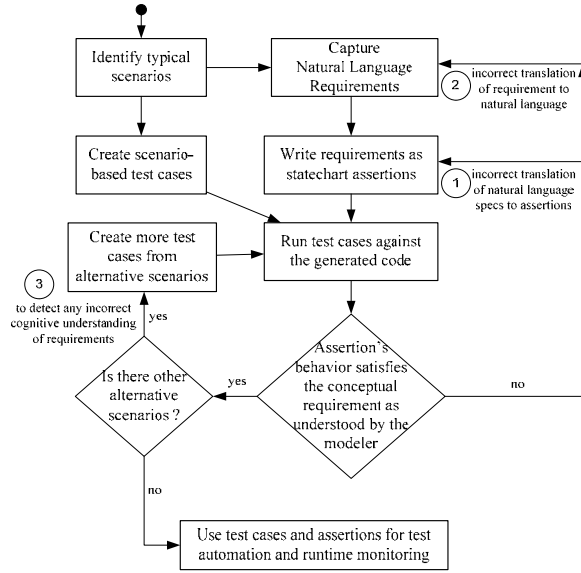 Identify typical
scenarios
Capture
Natural Language
Requirements
2
incorrect translation
of requirement to
natural language
Create scenario-
based test cases
Write requirements as
statechart assertions
1
incorrect translation
of natural language
specs to assertions
Create more test
cases from
alternative scenarios
Run test cases against
the generated code
3
to detect any incorrect
cognitive understanding
of requirements
yes
Assertion's
behavior satisfies
the conceptual
requirement as
understood by the
modeler
no
yes
Is there other
alternative
scenarios ?
no
Use test cases and assertions for test
automation and runtime monitoring